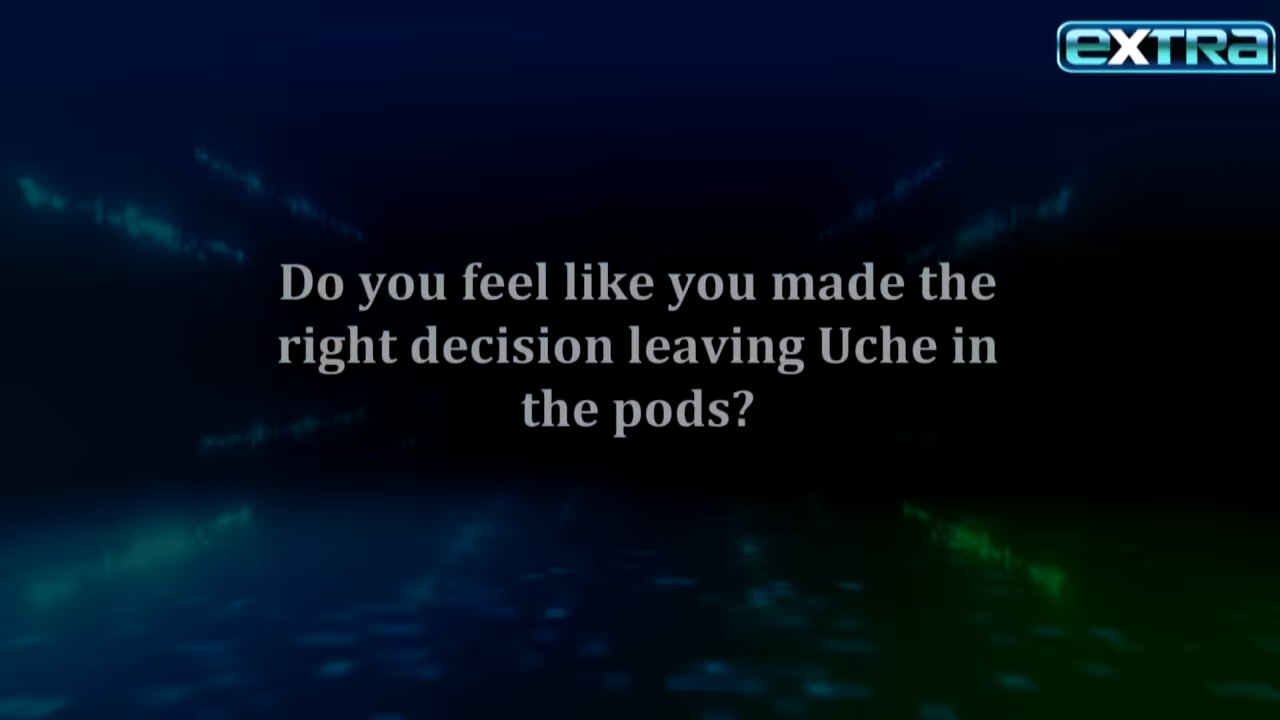 eXTRa
Do you feel like you made the
right decision leaving Uche in
the pods?